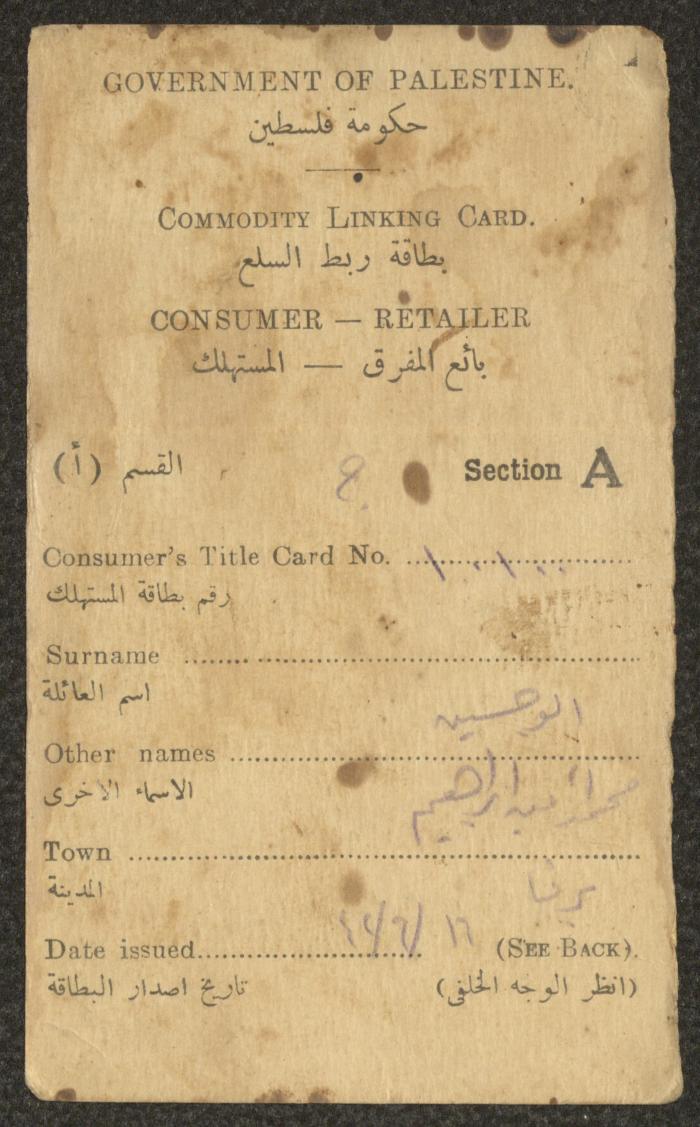 GOVERNMENT OF PALESTINE.
حكومة فلسطين
COMMODITY LINKING CARD.
بطاقة ربط السلع
CONSUMER — RETAILER
بائع المفرق — المستهلك
القسم (أ) Section A
Consumer's Title Card No. ........................
رقم بطاقة المستهلك
Surname ........................
اسم العائلة
Other names ........................
الاسماء الاخرى
محمد ابراهيم
Town ........................
المدينة
Date issued........................ (SEE BACK).
تاريخ اصدار البطاقة (انظر الوجه الخلفي)